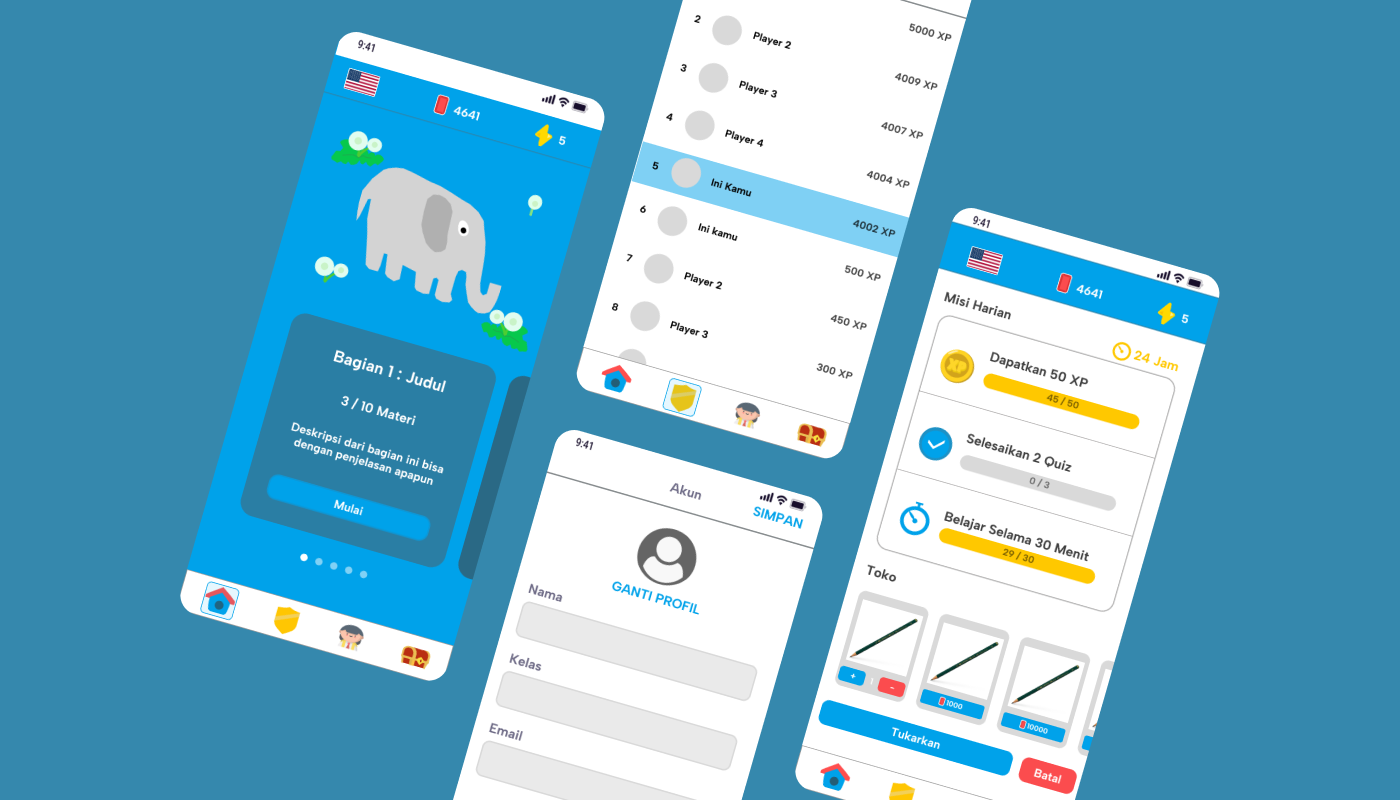 9:41
4641
5
Bagian 1 : Judul
3 / 10 Materi
Deskripsi dari bagian ini bisa
dengan penjelasan apapun
Mulai
2 Player 2 5000 XP
3 Player 3 4009 XP
4 Player 4 4007 XP
4004 XP
5 Ini Kamu 4002 XP
6 Ini kamu 500 XP
7 Player 2 450 XP
8 Player 3 300 XP
9:41
Akun
SIMPAN
GANTI PROFIL
Nama
Kelas
Email
9:41
4641
5
Misi Harian
24 Jam
XP
Dapatkan 50 XP
45 / 50
Selesaikan 2 Quiz
0 / 3
Belajar Selama 30 Menit
29 / 30
Toko
+ 1 -
1000
10000
Tukarkan
Batal